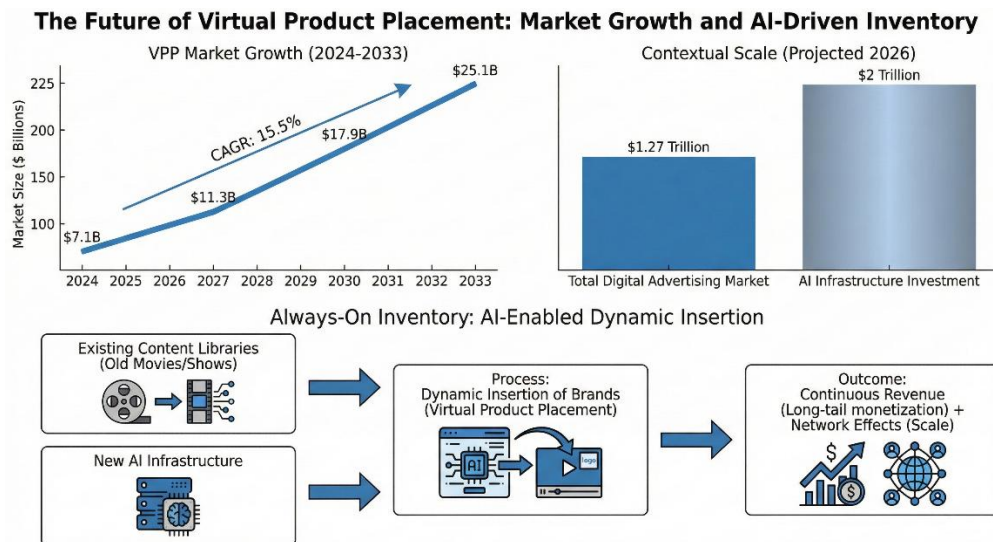 The Future of Virtual Product Placement: Market Growth and AI-Driven Inventory
VPP Market Growth (2024-2033)
Market Size ($ Billions)
225
200
150
100
$7.1B
$11.3B
$17.9B
$25.1B
CAGR: 15.5%
2024 2025 2026 2027 2028 2029 2030 2031 2032 2033
Contextual Scale (Projected 2026)
$1.27 Trillion
$2 Trillion
Total Digital Advertising Market
AI Infrastructure Investment
Always-On Inventory: AI-Enabled Dynamic Insertion
Existing Content Libraries
(Old Movies/Shows)
New AI Infrastructure
Process:
Dynamic Insertion of Brands
(Virtual Product Placement)
AI
logo
Outcome:
Continuous Revenue
(Long-tail monetization) +
Network Effects (Scale)
$
$